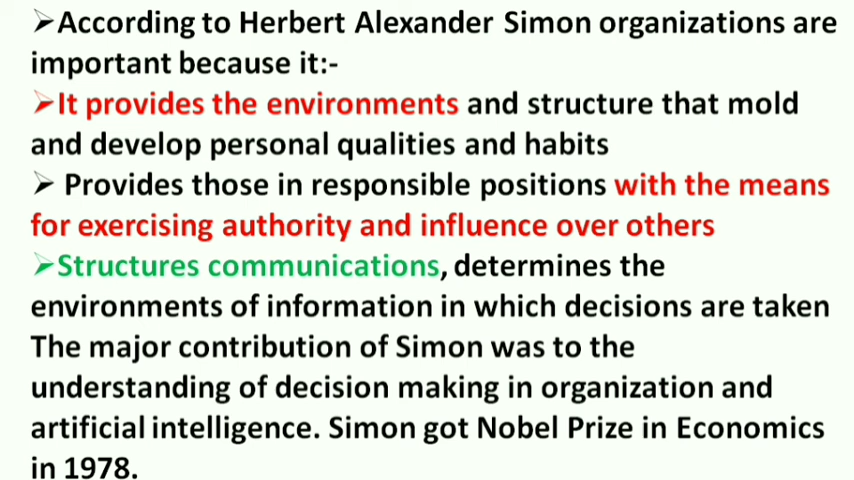 ➢According to Herbert Alexander Simon organizations are
important because it:-
➢It provides the environments and structure that mold
and develop personal qualities and habits
➢ Provides those in responsible positions with the means
for exercising authority and influence over others
➢Structures communications, determines the
environments of information in which decisions are taken
The major contribution of Simon was to the
understanding of decision making in organization and
artificial intelligence. Simon got Nobel Prize in Economics
in 1978.